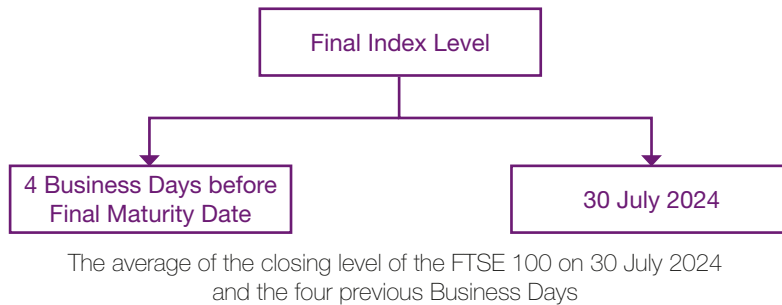 Final Index Level
4 Business Days before
Final Maturity Date
30 July 2024
The average of the closing level of the FTSE 100 on 30 July 2024
and the four previous Business Days